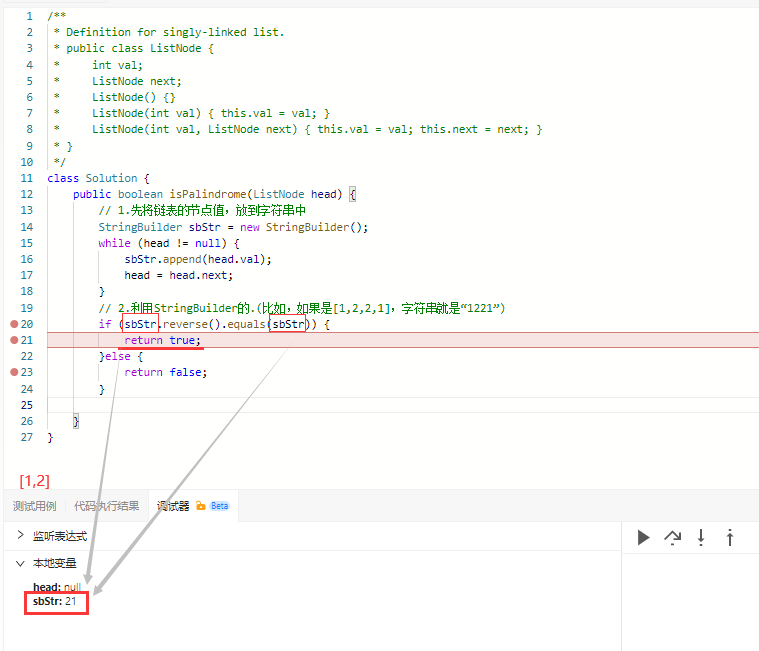 1 /**
2  * Definition for singly-linked list.
3  * public class ListNode {
4  *     int val;
5  *     ListNode next;
6  *     ListNode() {}
7  *     ListNode(int val) { this.val = val; }
8  *     ListNode(int val, ListNode next) { this.val = val; this.next = next; }
9  * }
10  */
11 class Solution {
12     public boolean isPalindrome(ListNode head) {
13         // 1.先将链表的节点值，放到字符串中
14         StringBuilder sbStr = new StringBuilder();
15         while (head != null) {
16             sbStr.append(head.val);
17             head = head.next;
18         }
19         // 2.利用StringBuilder的.(比如，如果是[1,2,2,1]，字符串就是“1221”)
20         if (sbStr.reverse().equals(sbStr)) {
21             return true;
22         }else {
23             return false;
24         }
25
26     }
27 }
[1,2]
测试用例 代码执行结果 调试器 Beta
监听表达式
本地变量
head: null
sbStr: 21